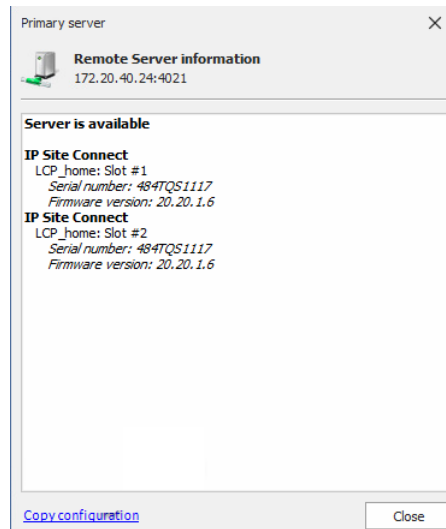 Primary server
Remote Server information
172.20.40.24:4021
Server is available
IP Site Connect
LCP_home: Slot #1
Serial number: 484TQS1117
Firmware version: 20.20.1.6
IP Site Connect
LCP_home: Slot #2
Serial number: 484TQS1117
Firmware version: 20.20.1.6
Copy configuration
Close